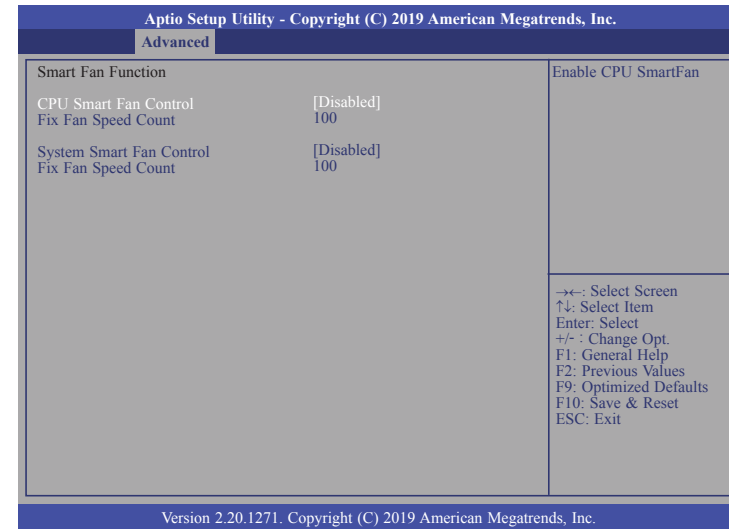 Aptio Setup Utility - Copyright (C) 2019 American Megatrends, Inc.
Advanced
Smart Fan Function
CPU Smart Fan Control [Disabled]
Fix Fan Speed Count 100
System Smart Fan Control [Disabled]
Fix Fan Speed Count 100
Enable CPU SmartFan
→←: Select Screen
↑↓: Select Item
Enter: Select
+/- : Change Opt.
F1: General Help
F2: Previous Values
F9: Optimized Defaults
F10: Save & Reset
ESC: Exit
Version 2.20.1271. Copyright (C) 2019 American Megatrends, Inc.